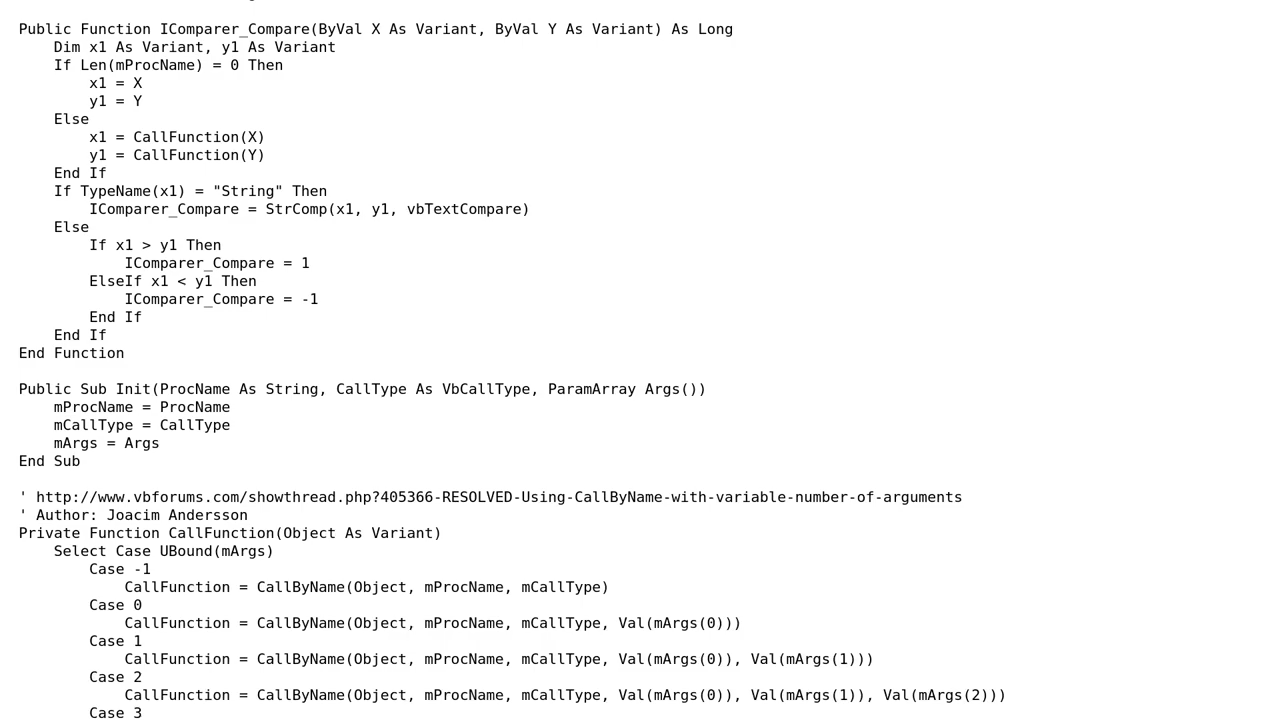 Public Function IComparer_Compare(ByVal X As Variant, ByVal Y As Variant) As Long
    Dim x1 As Variant, y1 As Variant
    If Len(mProcName) = 0 Then
        x1 = X
        y1 = Y
    Else
        x1 = CallFunction(X)
        y1 = CallFunction(Y)
    End If
    If TypeName(x1) = "String" Then
        IComparer_Compare = StrComp(x1, y1, vbTextCompare)
    Else
        If x1 > y1 Then
            IComparer_Compare = 1
        ElseIf x1 < y1 Then
            IComparer_Compare = -1
        End If
    End If
End Function

Public Sub Init(ProcName As String, CallType As VbCallType, ParamArray Args())
    mProcName = ProcName
    mCallType = CallType
    mArgs = Args
End Sub

' http://www.vbforums.com/showthread.php?405366-RESOLVED-Using-CallByName-with-variable-number-of-arguments
' Author: Joacim Andersson
Private Function CallFunction(Object As Variant)
    Select Case UBound(mArgs)
        Case -1
            CallFunction = CallByName(Object, mProcName, mCallType)
        Case 0
            CallFunction = CallByName(Object, mProcName, mCallType, Val(mArgs(0)))
        Case 1
            CallFunction = CallByName(Object, mProcName, mCallType, Val(mArgs(0)), Val(mArgs(1)))
        Case 2
            CallFunction = CallByName(Object, mProcName, mCallType, Val(mArgs(0)), Val(mArgs(1)), Val(mArgs(2)))
        Case 3